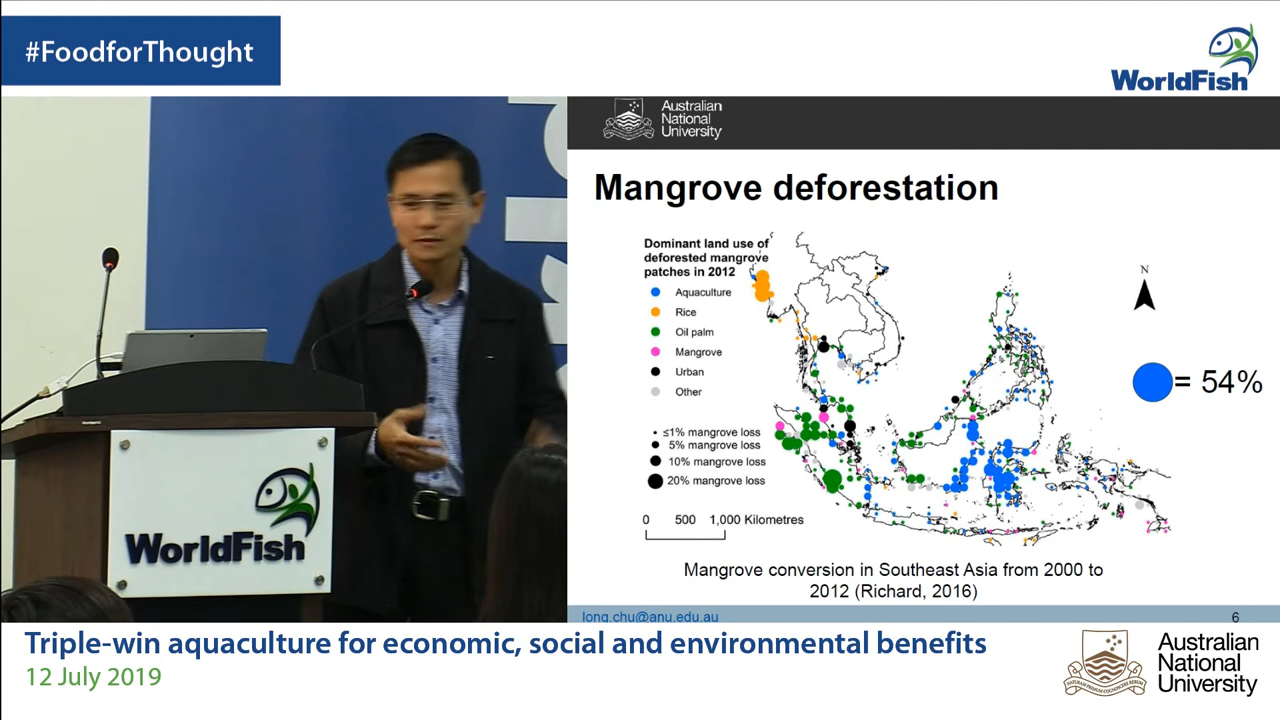 #FoodforThought
WorldFish
Australian
National
University
Mangrove deforestation
Dominant land use of
deforested mangrove
patches in 2012
Aquaculture
Rice
Oil palm
Mangrove
Urban
Other
≤1% mangrove loss
5% mangrove loss
10% mangrove loss
20% mangrove loss
0 500 1,000 Kilometres
N
= 54%
Mangrove conversion in Southeast Asia from 2000 to
2012 (Richard, 2016)
long.chu@anu.edu.au
6
WorldFish
Triple-win aquaculture for economic, social and environmental benefits
12 July 2019
Australian
National
University